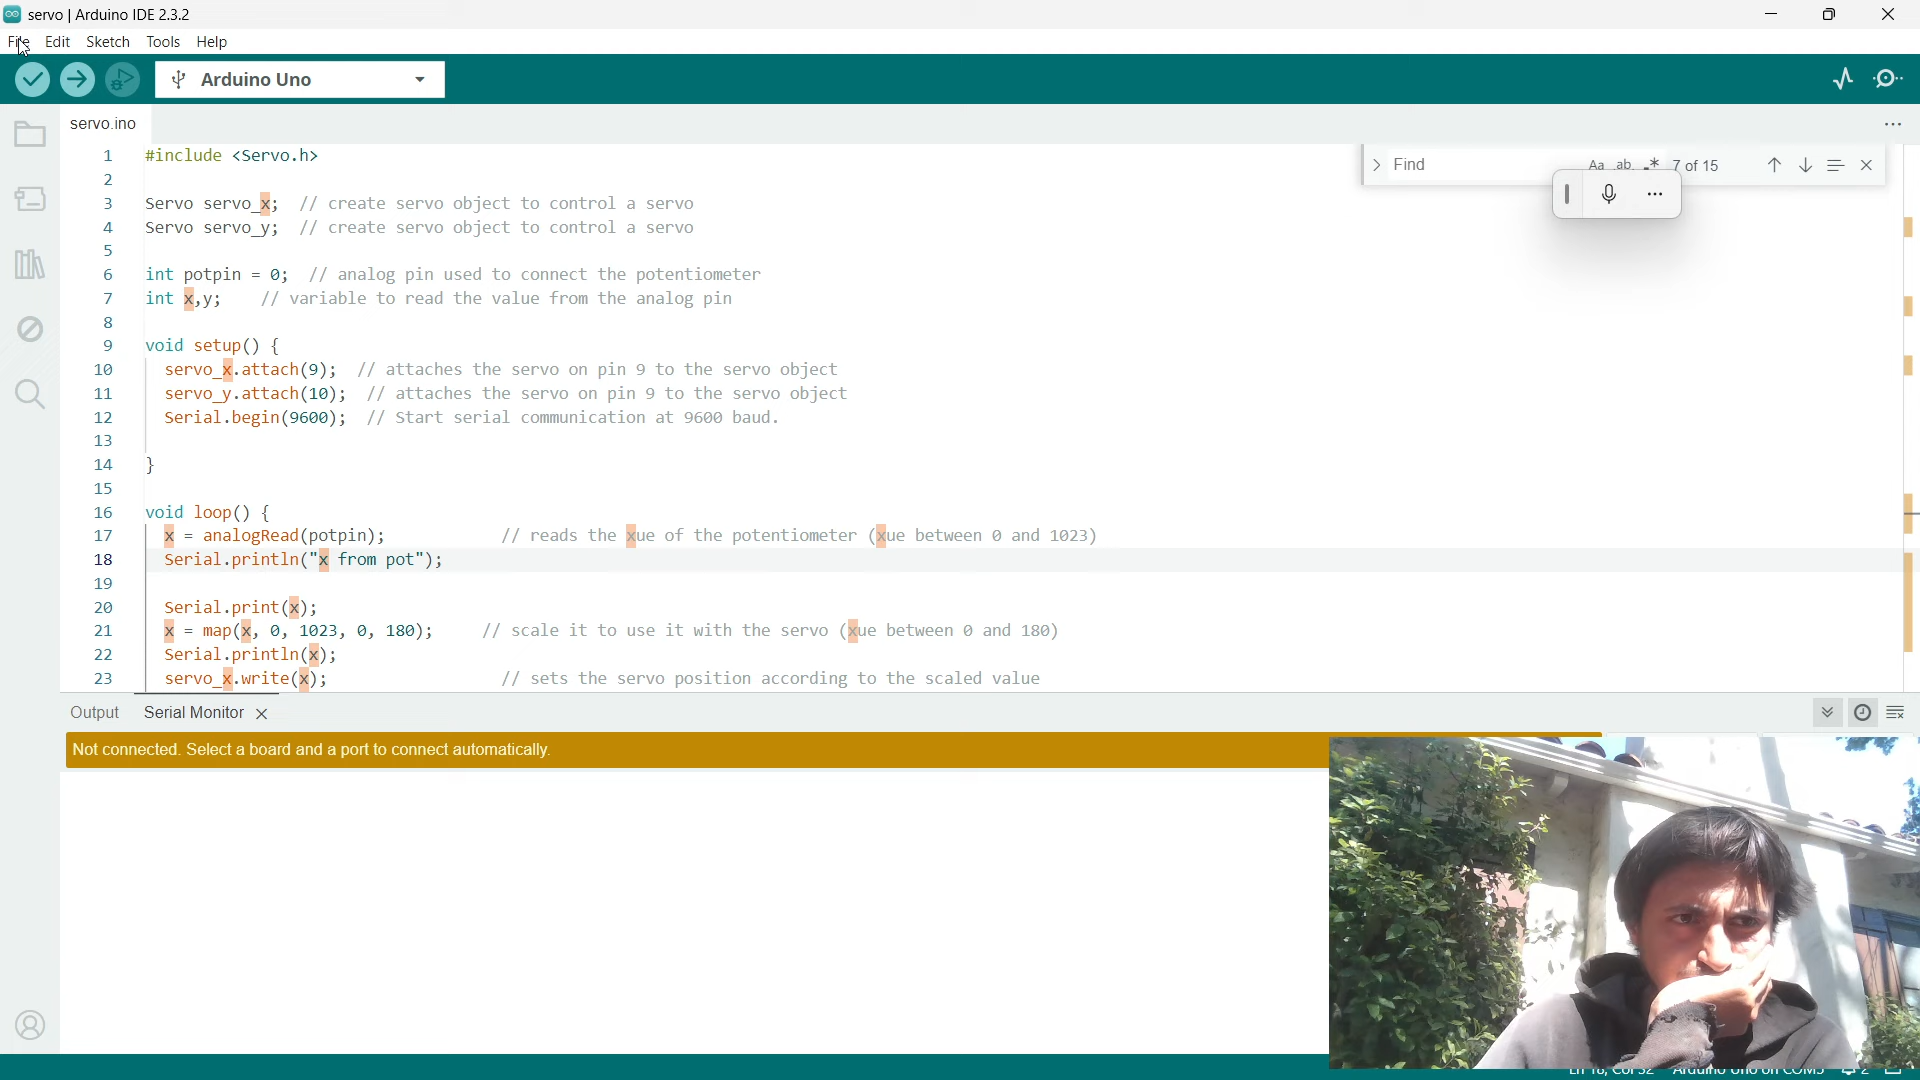 servo | Arduino IDE 2.3.2
File Edit Sketch Tools Help
Arduino Uno
servo.ino
Find Aa ab .* 7 of 15
1 #include <Servo.h>
2
3 Servo servo_x; // create servo object to control a servo
4 Servo servo_y; // create servo object to control a servo
5
6 int potpin = 0; // analog pin used to connect the potentiometer
7 int x,y; // variable to read the value from the analog pin
8
9 void setup() {
10 servo_x.attach(9); // attaches the servo on pin 9 to the servo object
11 servo_y.attach(10); // attaches the servo on pin 9 to the servo object
12 Serial.begin(9600); // Start serial communication at 9600 baud.
13
14 }
15
16 void loop() {
17 x = analogRead(potpin); // reads the xue of the potentiometer (xue between 0 and 1023)
18 Serial.println("x from pot");
19
20 Serial.print(x);
21 x = map(x, 0, 1023, 0, 180); // scale it to use it with the servo (xue between 0 and 180)
22 Serial.println(x);
23 servo_x.write(x); // sets the servo position according to the scaled value
Output Serial Monitor
Not connected. Select a board and a port to connect automatically.